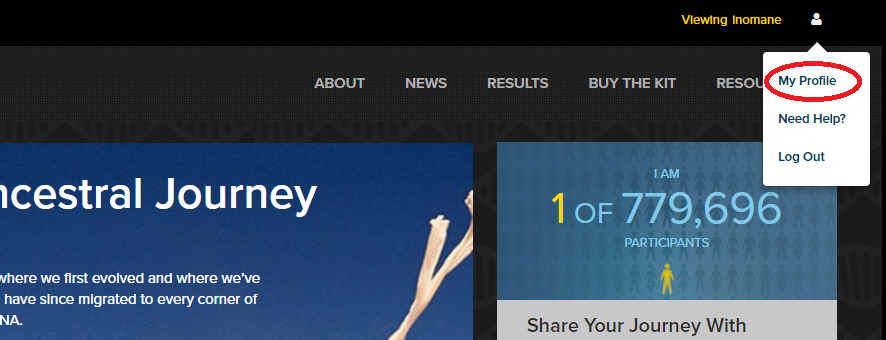 Viewing Inomane
ABOUT NEWS RESULTS BUY THE KIT RESOU
My Profile
Need Help?
Log Out
ncestral Journey
where we first evolved and where we've
have since migrated to every corner of
NA.
I AM
1 OF 779,696
PARTICIPANTS
Share Your Journey With